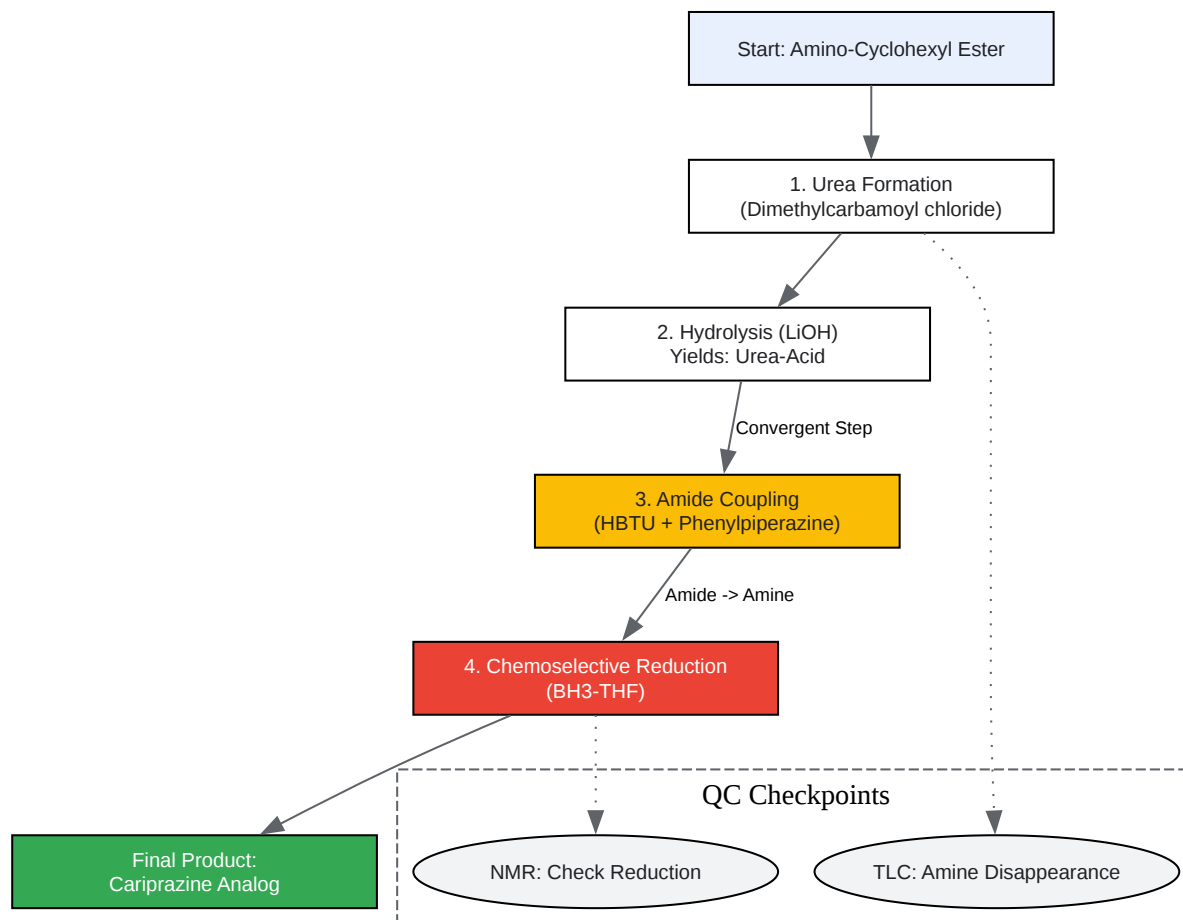 Start: Amino-Cyclohexyl Ester
1. Urea Formation
(Dimethylcarbamoyl chloride)
2. Hydrolysis (LiOH)
Yields: Urea-Acid
Convergent Step
3. Amide Coupling
(HBTU + Phenylpiperazine)
Amide -> Amine
4. Chemoselective Reduction
(BH3-THF)
QC Checkpoints
Final Product:
Cariprazine Analog
NMR: Check Reduction
TLC: Amine Disappearance